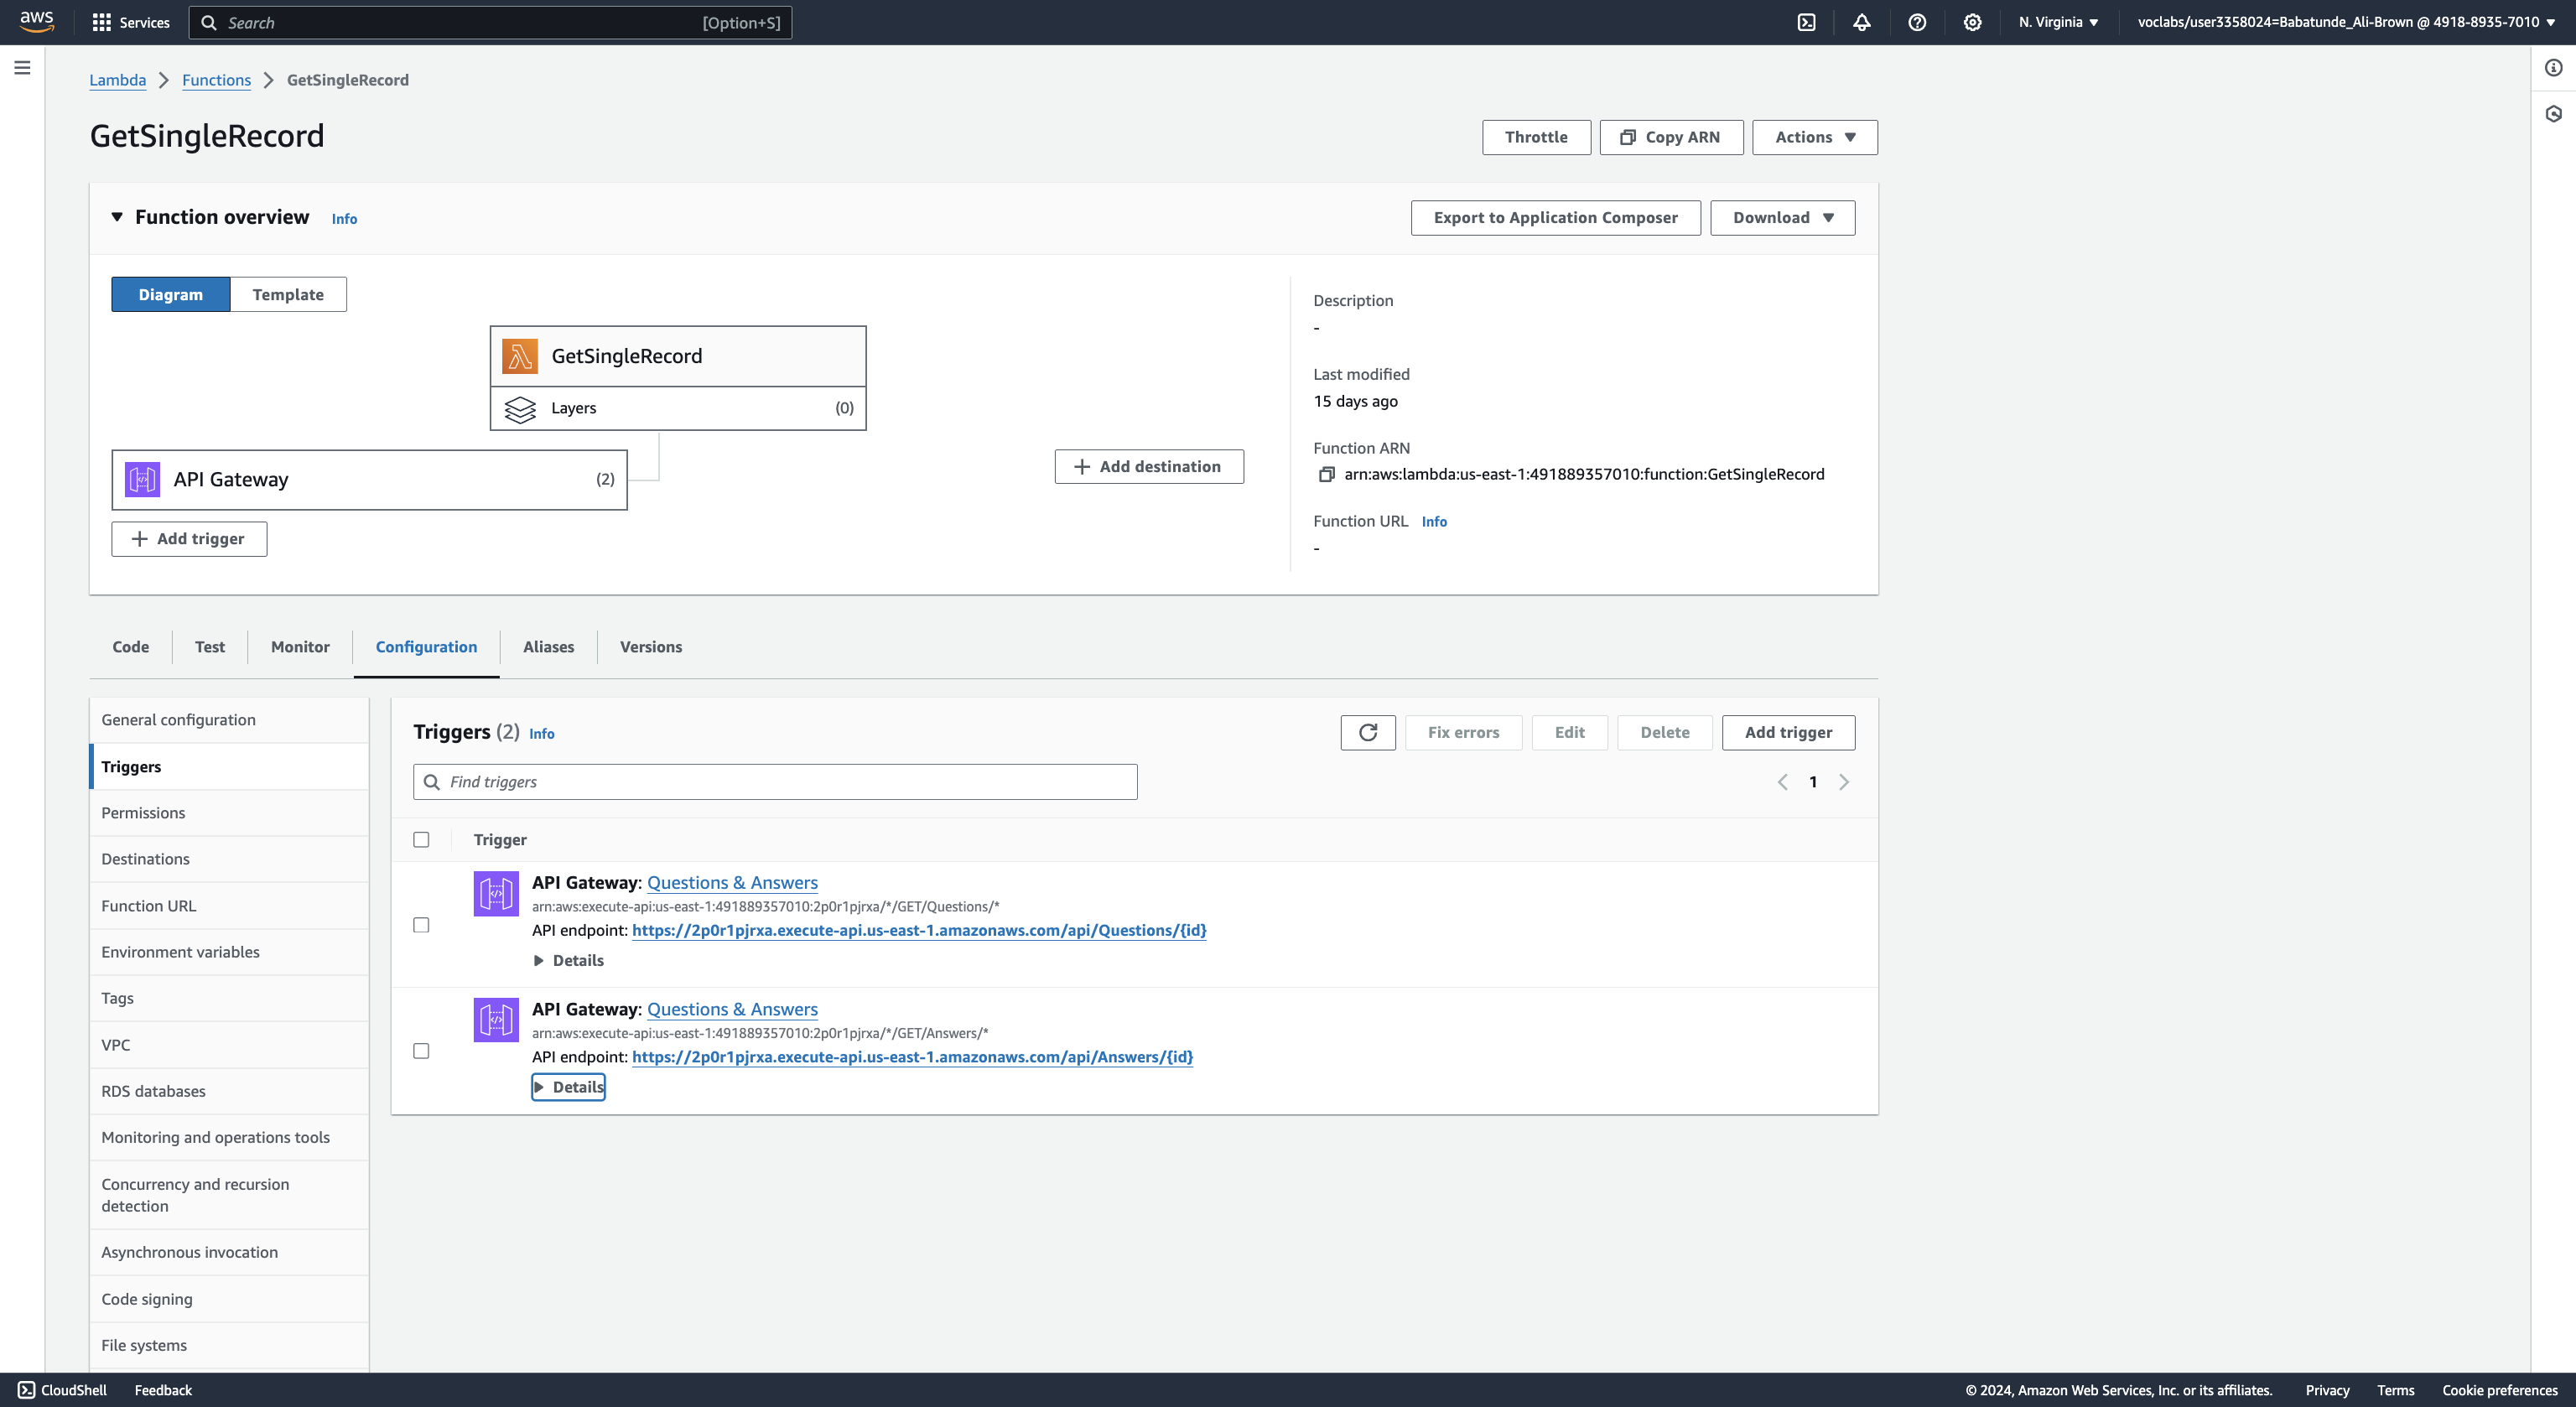 aws
Services
Search
[Option+S]
N. Virginia
voclabs/user3358024=Babatunde_Ali-Brown @ 4918-8935-7010
Lambda
Functions
GetSingleRecord
GetSingleRecord
Throttle
Copy ARN
Actions
Function overview
Info
Export to Application Composer
Download
Diagram
Template
GetSingleRecord
Layers
(0)
API Gateway
(2)
Add trigger
Add destination
Description
-
Last modified
15 days ago
Function ARN
arn:aws:lambda:us-east-1:491889357010:function:GetSingleRecord
Function URL
Info
-
Code
Test
Monitor
Configuration
Aliases
Versions
General configuration
Triggers
Permissions
Destinations
Function URL
Environment variables
Tags
VPC
RDS databases
Monitoring and operations tools
Concurrency and recursion
detection
Asynchronous invocation
Code signing
File systems
Triggers (2)
Info
Fix errors
Edit
Delete
Add trigger
Find triggers
1
Trigger
API Gateway: Questions & Answers
arn:aws:execute-api:us-east-1:491889357010:2p0r1pjrxa/*/GET/Questions/*
API endpoint: https://2p0r1pjrxa.execute-api.us-east-1.amazonaws.com/api/Questions/{id}
Details
API Gateway: Questions & Answers
arn:aws:execute-api:us-east-1:491889357010:2p0r1pjrxa/*/GET/Answers/*
API endpoint: https://2p0r1pjrxa.execute-api.us-east-1.amazonaws.com/api/Answers/{id}
Details
CloudShell
Feedback
© 2024, Amazon Web Services, Inc. or its affiliates.
Privacy
Terms
Cookie preferences